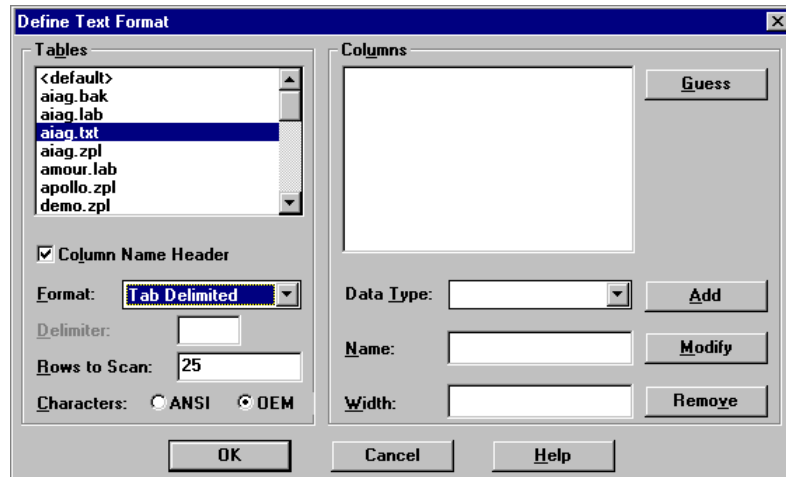 Define Text Format
Tables
<default>
aiag.bak
aiag.lab
aiag.txt
aiag.zpl
amour.lab
apollo.zpl
demo.zpl
Column Name Header
Format: Tab Delimited
Delimiter:
Rows to Scan: 25
Characters: ANSI OEM
Columns
Guess
Data Type: Add
Name: Modify
Width: Remove
OK Cancel Help